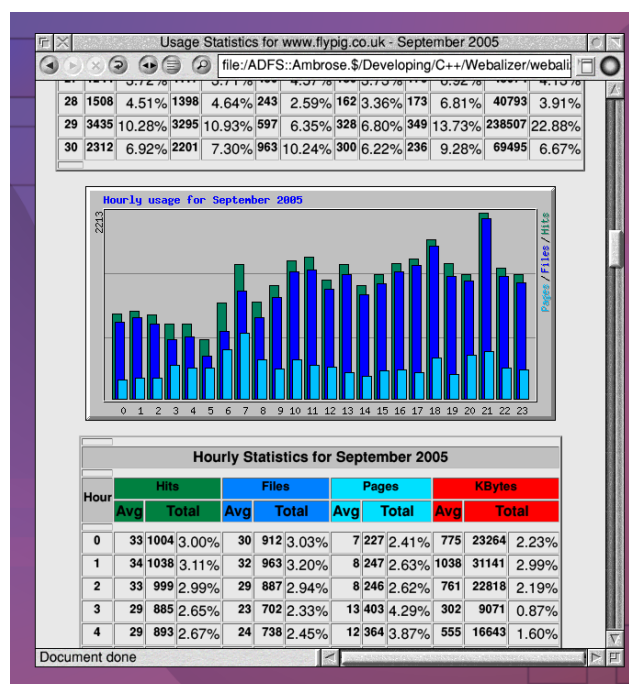 Usage Statistics for www.flypig.co.uk - September 2005
file:/ADFS::Ambrose.$/Developing/C++/Webalizer/webali
28 1508 4.51% 1398 4.64% 243 2.59% 162 3.36% 173 6.81% 40793 3.91%
29 3435 10.28% 3295 10.93% 597 6.35% 328 6.80% 349 13.73% 238507 22.88%
30 2312 6.92% 2201 7.30% 963 10.24% 300 6.22% 236 9.28% 69495 6.67%
Hourly usage for September 2005
2213
Pages / Files / Hits
0 1 2 3 4 5 6 7 8 9 10 11 12 13 14 15 16 17 18 19 20 21 22 23
Hourly Statistics for September 2005
Hour Hits Files Pages KBytes
Avg Total Avg Total Avg Total Avg Total
0 33 1004 3.00% 30 912 3.03% 7 227 2.41% 775 23264 2.23%
1 34 1038 3.11% 32 963 3.20% 8 247 2.63% 1038 31141 2.99%
2 33 999 2.99% 29 887 2.94% 8 246 2.62% 761 22818 2.19%
3 29 885 2.65% 23 702 2.33% 13 403 4.29% 302 9071 0.87%
4 29 893 2.67% 24 738 2.45% 12 364 3.87% 555 16643 1.60%
Document done